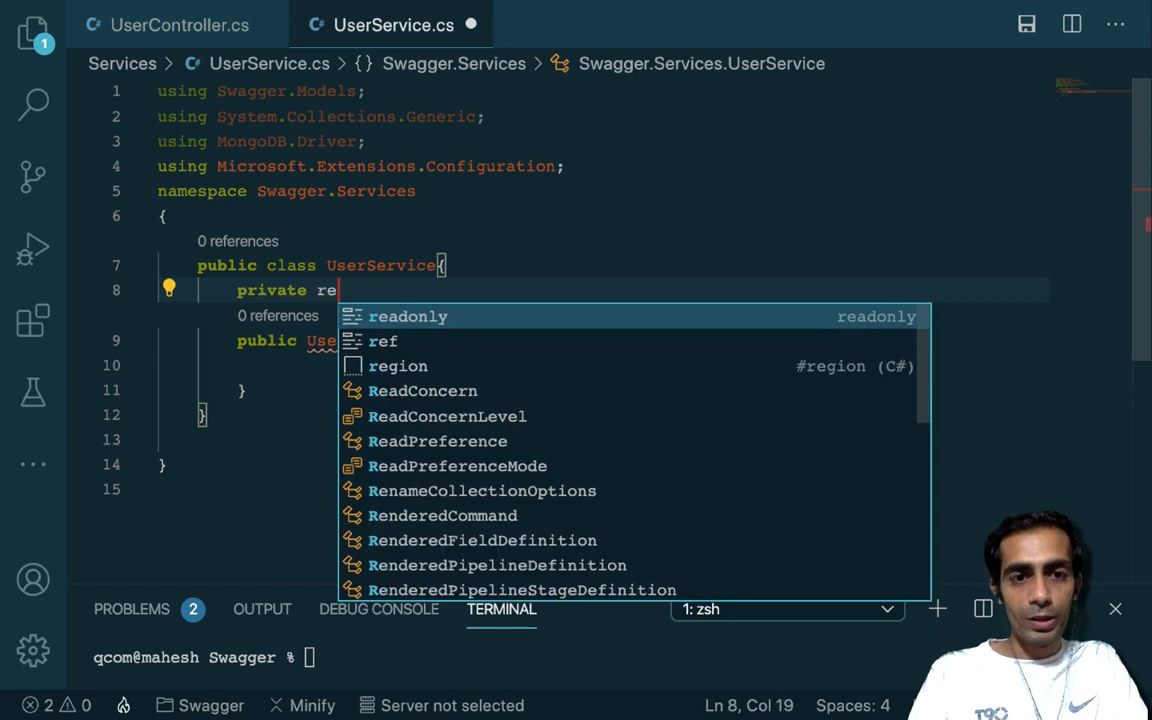 UserController.cs
UserService.cs
1
Services > UserService.cs > {} Swagger.Services > Swagger.Services.UserService
1 using Swagger.Models;
2 using System.Collections.Generic;
3 using MongoDB.Driver;
4 using Microsoft.Extensions.Configuration;
5 namespace Swagger.Services
6 {
0 references
7 public class UserService{
8 private re
readonly readonly
0 references
9 public Use
ref
10
region #region (C#)
11 }
ReadConcern
12 }
ReadConcernLevel
13
ReadPreference
14 }
ReadPreferenceMode
15
RenameCollectionOptions
RenderedCommand
RenderedFieldDefinition
RenderedPipelineDefinition
RenderedPipelineStageDefinition
PROBLEMS 2 OUTPUT DEBUG CONSOLE TERMINAL 1: zsh
qcom@mahesh Swagger %
2 0 Swagger Minify Server not selected Ln 8, Col 19 Spaces: 4